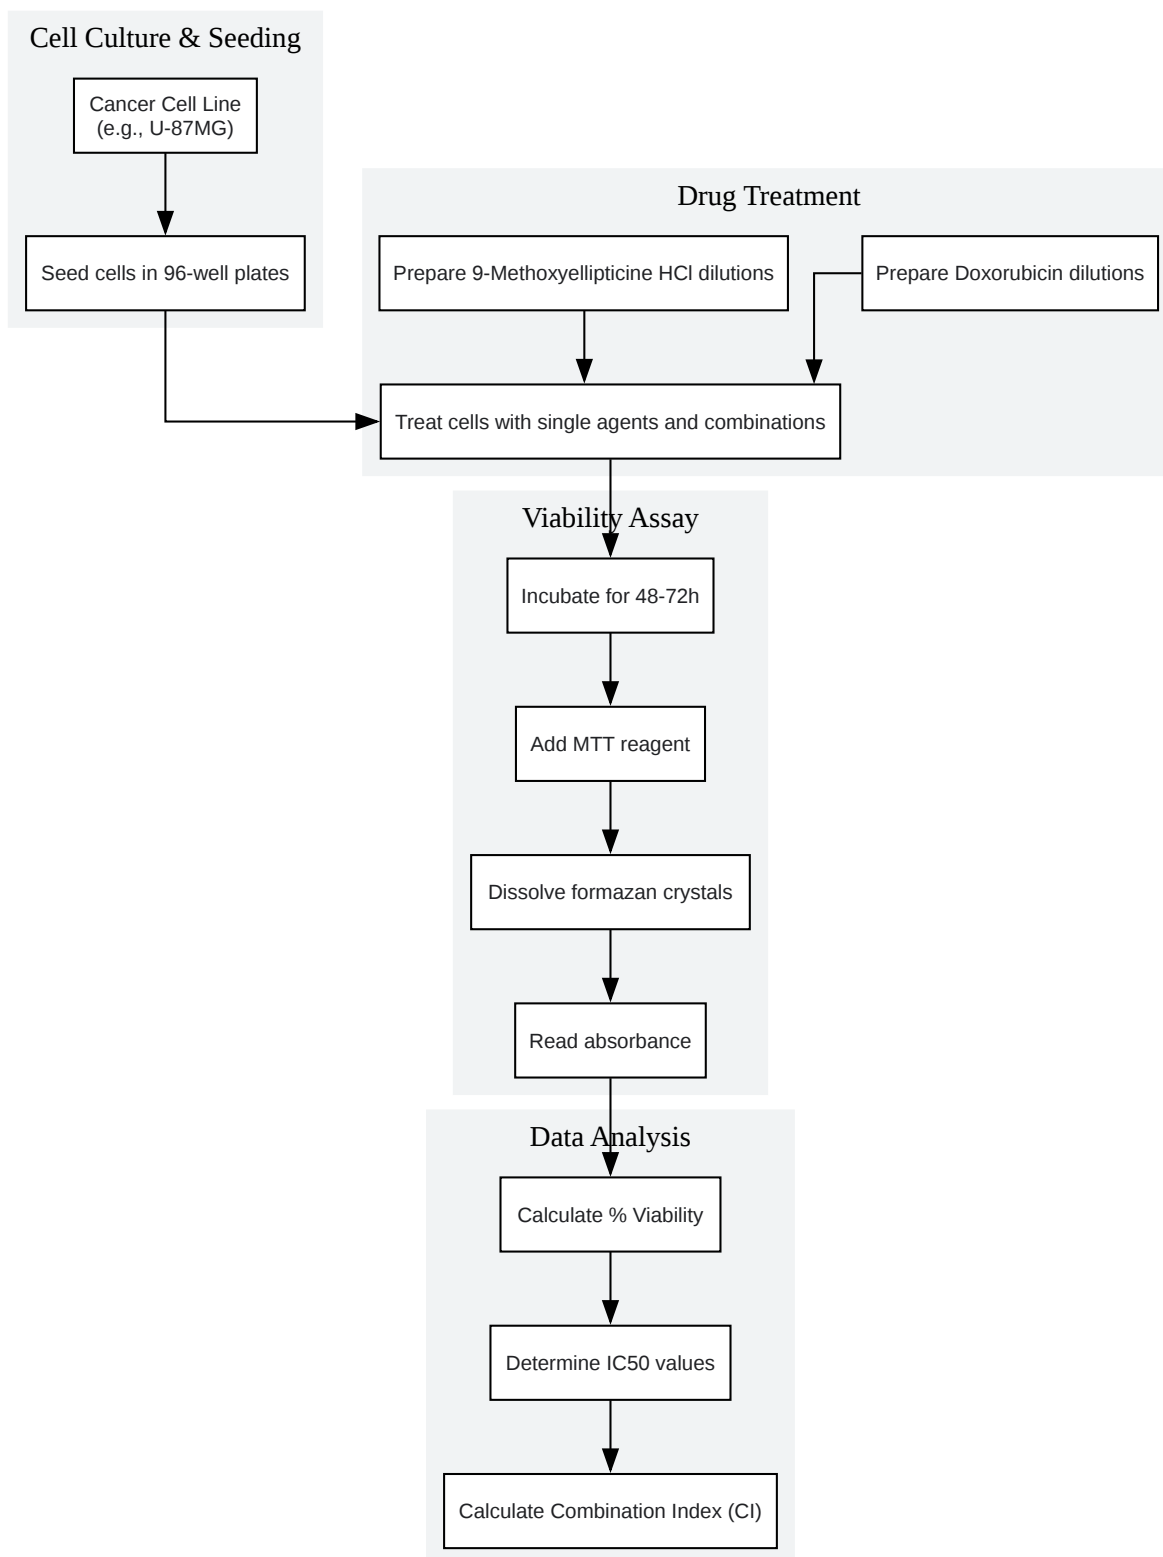 Cell Culture & Seeding
Cancer Cell Line
(e.g., U-87MG)
Seed cells in 96-well plates
Drug Treatment
Prepare 9-Methoxyellipticine HCl dilutions
Prepare Doxorubicin dilutions
Treat cells with single agents and combinations
Viability Assay
Incubate for 48-72h
Add MTT reagent
Dissolve formazan crystals
Read absorbance
Data Analysis
Calculate % Viability
Determine IC50 values
Calculate Combination Index (CI)